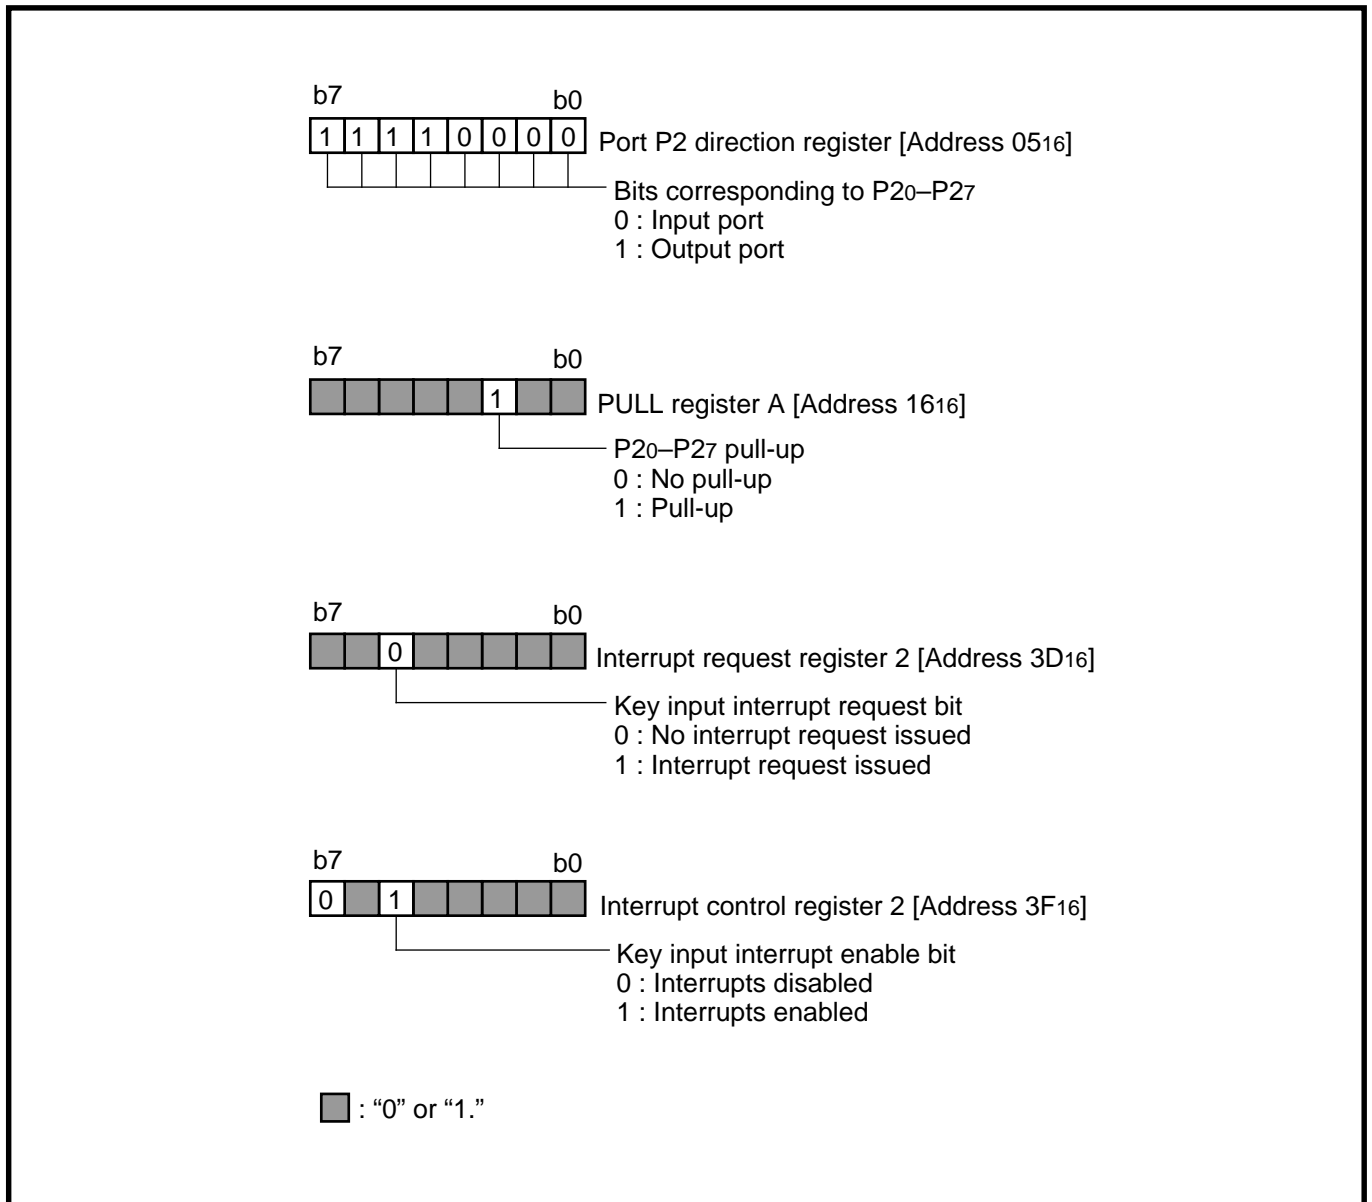 b7 b0
1 1 1 1 0 0 0 0 Port P2 direction register [Address 0516]
Bits corresponding to P20–P27
0 : Input port
1 : Output port
b7 b0
1 PULL register A [Address 1616]
P20–P27 pull-up
0 : No pull-up
1 : Pull-up
b7 b0
0 Interrupt request register 2 [Address 3D16]
Key input interrupt request bit
0 : No interrupt request issued
1 : Interrupt request issued
b7 b0
0 1 Interrupt control register 2 [Address 3F16]
Key input interrupt enable bit
0 : Interrupts disabled
1 : Interrupts enabled
: “0” or “1.”